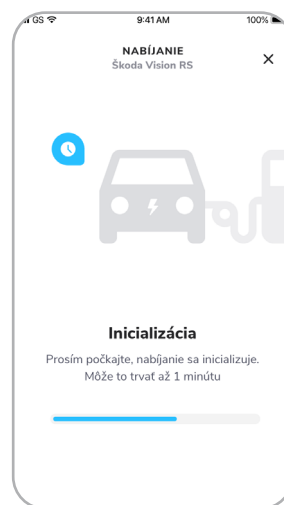 GS 9:41 AM 100%
NABÍJANIE
Škoda Vision RS
Inicializácia
Prosím počkajte, nabíjanie sa inicializuje.
Môže to trvať až 1 minútu